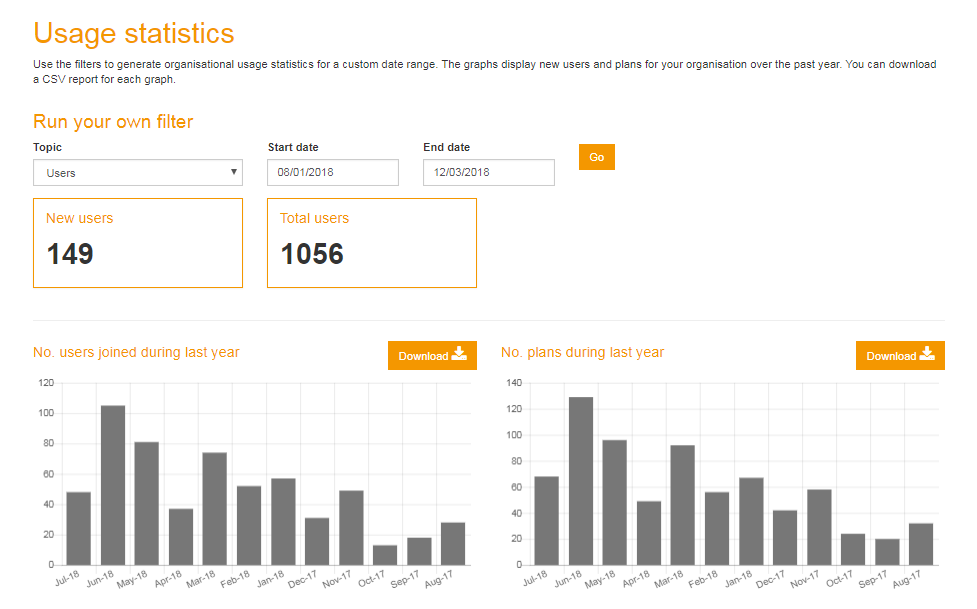 Usage statistics
Use the filters to generate organisational usage statistics for a custom date range. The graphs display new users and plans for your organisation over the past year. You can download
a CSV report for each graph.
Run your own filter
Topic Start date End date
Users 08/01/2018 12/03/2018 Go
New users Total users
149 1056
No. users joined during last year Download
120
100
80
60
40
20
0
Jul-18 Jun-18 May-18 Apr-18 Mar-18 Feb-18 Jan-18 Dec-17 Nov-17 Oct-17 Sep-17 Aug-17
No. plans during last year Download
140
120
100
80
60
40
20
0
Jul-18 Jun-18 May-18 Apr-18 Mar-18 Feb-18 Jan-18 Dec-17 Nov-17 Oct-17 Sep-17 Aug-17